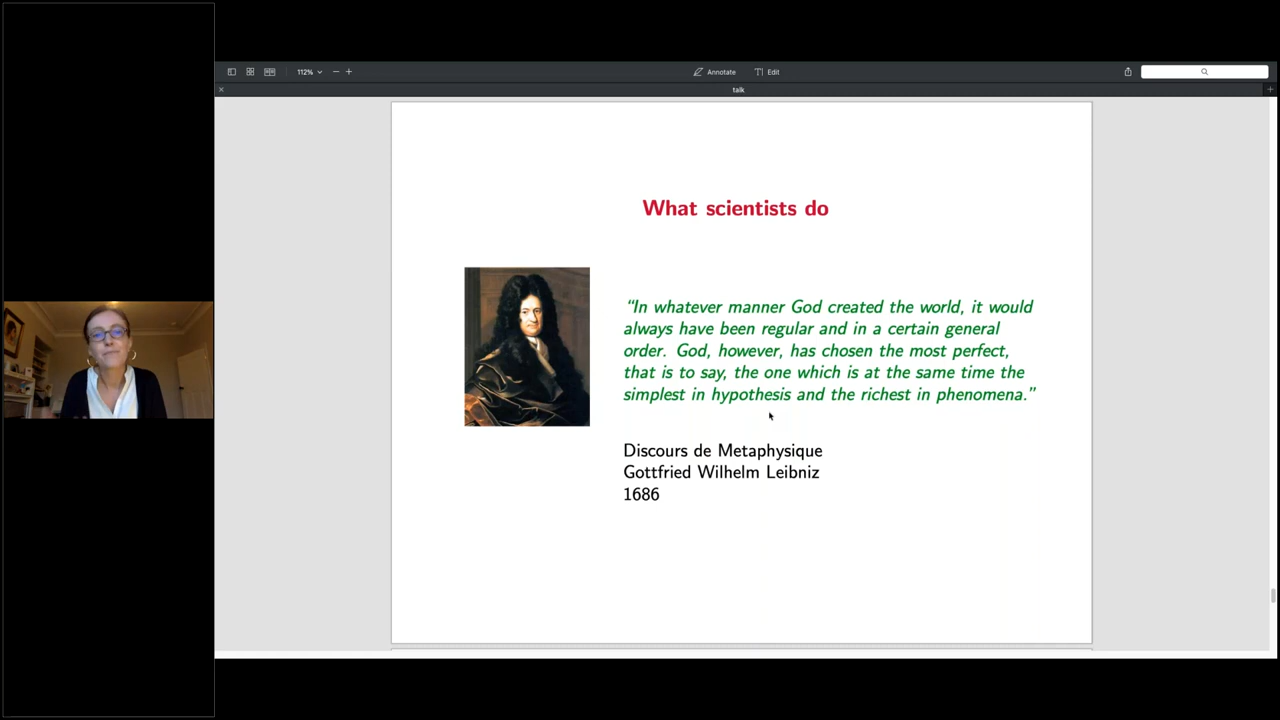 112%
Annotate
Edit
talk
What scientists do
“In whatever manner God created the world, it would
always have been regular and in a certain general
order. God, however, has chosen the most perfect,
that is to say, the one which is at the same time the
simplest in hypothesis and the richest in phenomena.”
Discours de Metaphysique
Gottfried Wilhelm Leibniz
1686